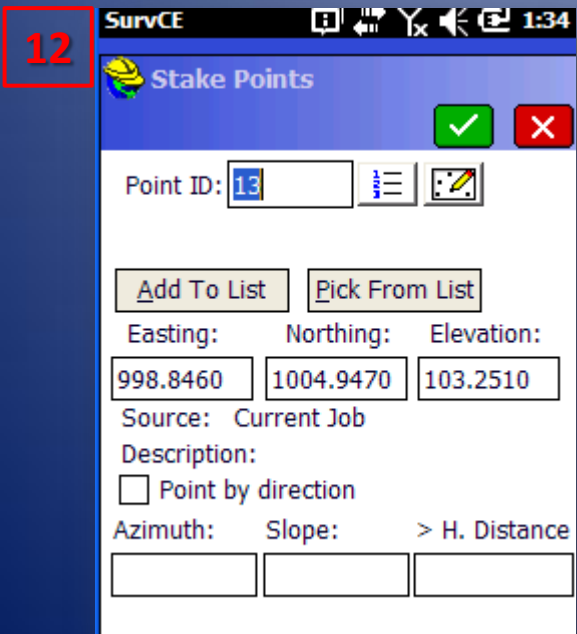 12
SurvCE 1:34
Stake Points
Point ID: 13
Add To List Pick From List
Easting: Northing: Elevation:
998.8460 1004.9470 103.2510
Source: Current Job
Description:
Point by direction
Azimuth: Slope: > H. Distance